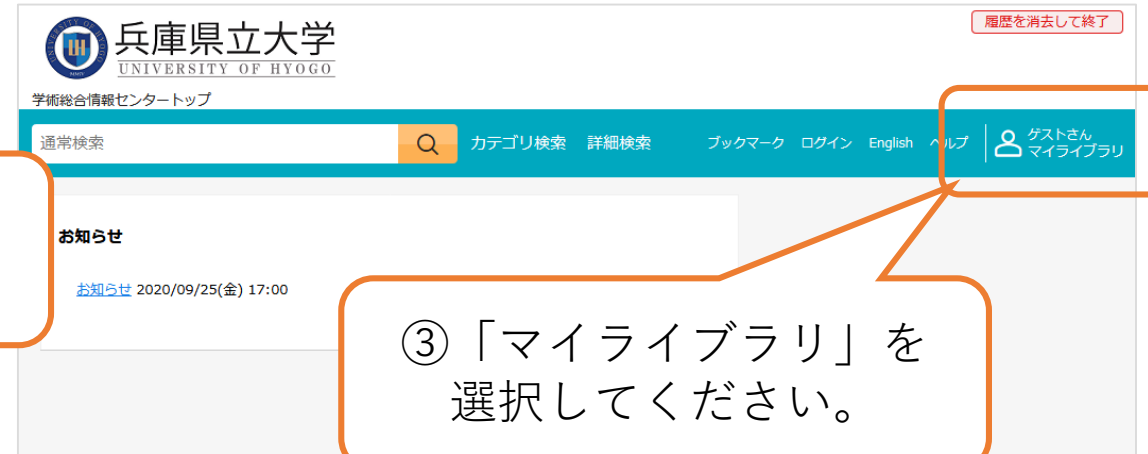 兵庫県立大学
UNIVERSITY OF HYOGO
履歴を消去して終了
学術総合情報センタートップ
通常検索
カテゴリ検索 詳細検索 ブックマーク ログイン English ヘルプ
ゲストさん
マイライブラリ
お知らせ
お知らせ 2020/09/25(金) 17:00
③「マイライブラリ」を
選択してください。